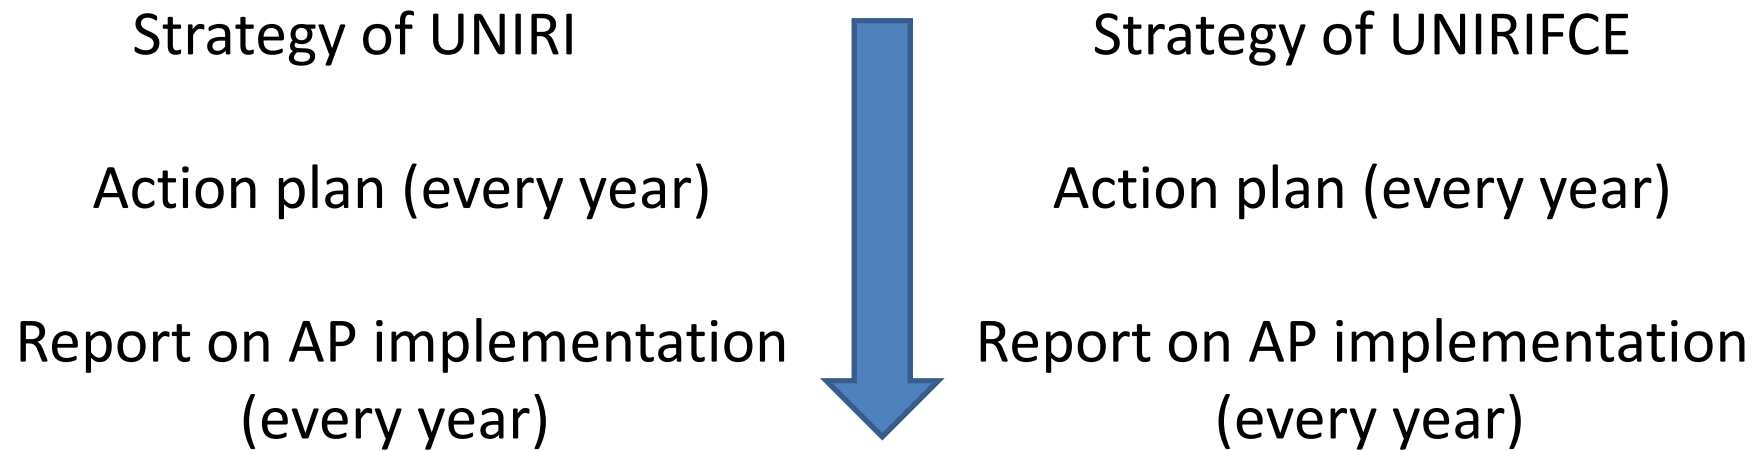 Strategy of UNIRI
Action plan (every year)
Report on AP implementation
(every year)
Strategy of UNIRIFCE
Action plan (every year)
Report on AP implementation
(every year)